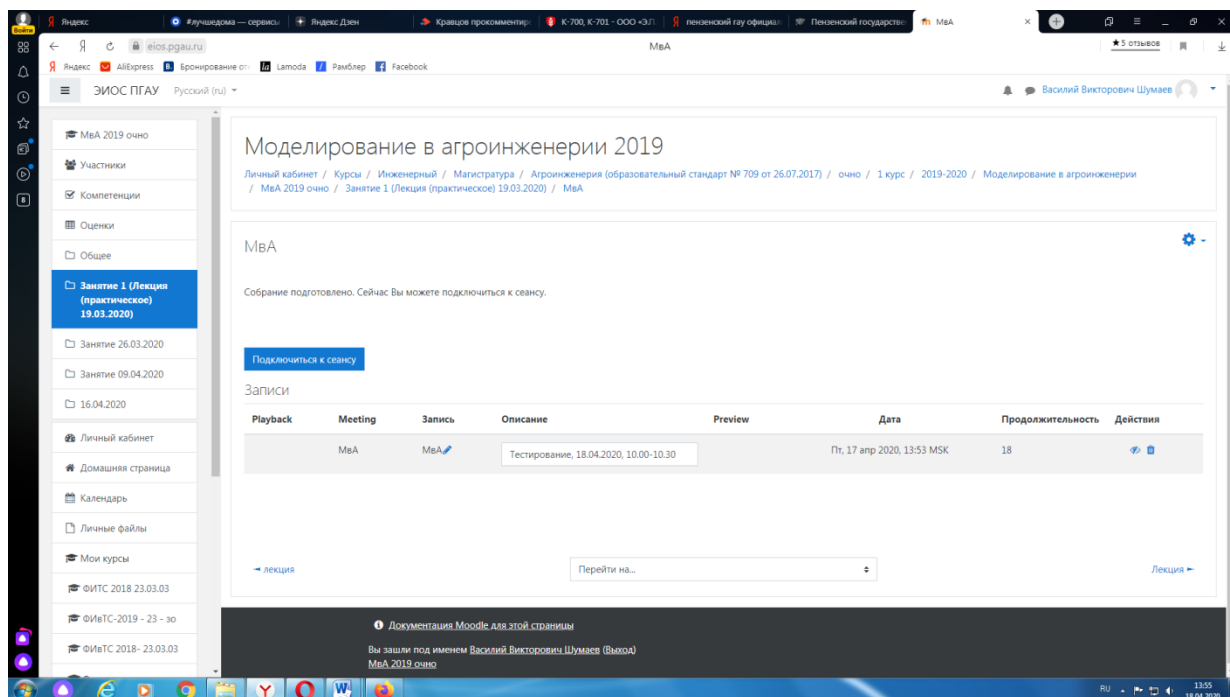 Яндекс
#лучшедома — сервисы
Яндекс Дзен
Кравцов прокомментир
К-700, К-701 - ООО «Э.Г
пензенский гау официал
Пензенский государстве
МвА
Войти
eios.pgau.ru
МвА
★5 отзывов
Яндекс
AliExpress
Бронирование от
Lamoda
Рамблер
Facebook
ЭИОС ПГАУ
Русский (ru)
Василий Викторович Шумаев
МвА 2019 очно
Участники
Компетенции
Оценки
Общее
Занятие 1 (Лекция
(практическое)
19.03.2020)
Занятие 26.03.2020
Занятие 09.04.2020
16.04.2020
Личный кабинет
Домашняя страница
Календарь
Личные файлы
Мои курсы
ФИТС 2018 23.03.03
ФИвТС-2019 - 23 - зо
ФИвТС 2018- 23.03.03
Моделирование в агроинженерии 2019
Личный кабинет / Курсы / Инженерный / Магистратура / Агроинженерия (образовательный стандарт № 709 от 26.07.2017) / очно / 1 курс / 2019-2020 / Моделирование в агроинженерии
/ МвА 2019 очно / Занятие 1 (Лекция (практическое) 19.03.2020) / МвА
МвА
Собрание подготовлено. Сейчас Вы можете подключиться к сеансу.
Подключиться к сеансу
Записи
Playback Meeting Запись Описание Preview Дата Продолжительность Действия
МвА МвА Тестирование, 18.04.2020, 10.00-10.30 Пт, 17 апр 2020, 13:53 MSK 18
◄ лекция
Перейти на...
Лекция ►
Документация Moodle для этой страницы
Вы зашли под именем Василий Викторович Шумаев (Выход)
МвА 2019 очно
RU
13:55
18.04.2020